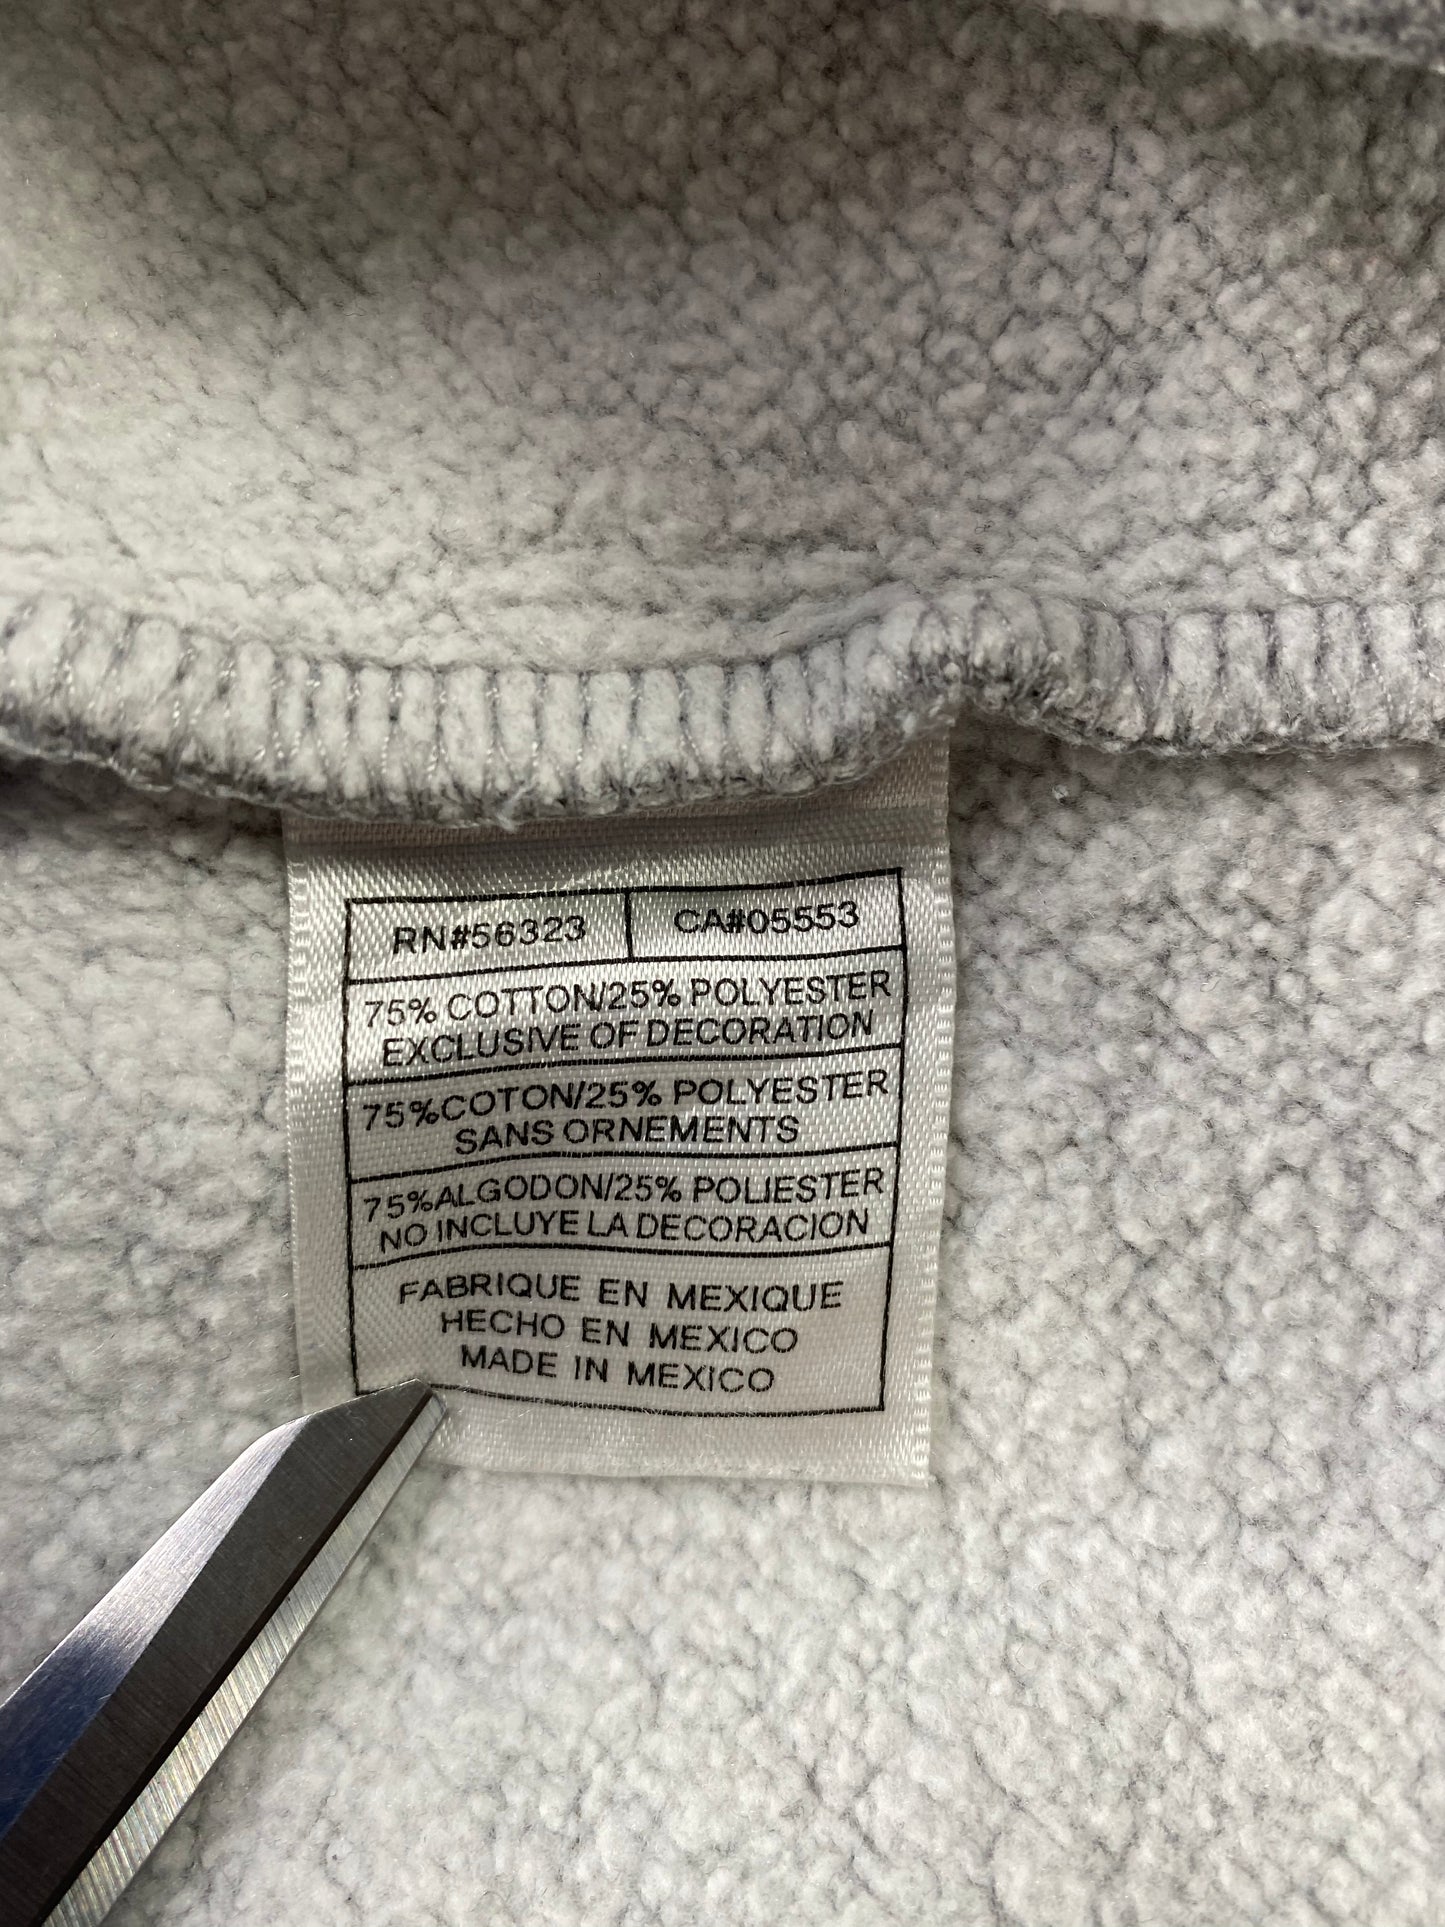 RN#56323 CA#05553
75% COTTON/25% POLYESTER
EXCLUSIVE OF DECORATION
75%COTON/25% POLYESTER
SANS ORNEMENTS
75%ALGODON/25% POLIESTER
NO INCLUYE LA DECORACION
FABRIQUE EN MEXIQUE
HECHO EN MEXICO
MADE IN MEXICO